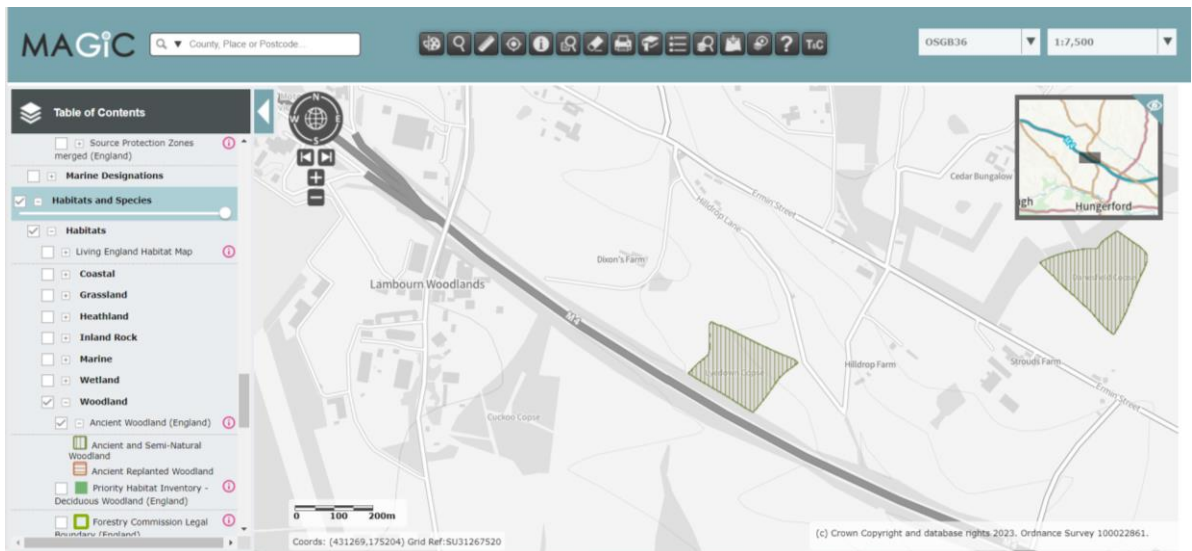 MAGiC
County, Place or Postcode...
T&C
OSGB36
1:7,500
Table of Contents
Source Protection Zones
merged (England)
Marine Designations
Habitats and Species
Habitats
Living England Habitat Map
Coastal
Grassland
Heathland
Inland Rock
Marine
Wetland
Woodland
Ancient Woodland (England)
Ancient and Semi-Natural
Woodland
Ancient Replanted Woodland
Priority Habitat Inventory -
Deciduous Woodland (England)
Forestry Commission Legal
Boundary (England)
N
W
E
S
Hungerford
Cedar Bungalow
Ermin Street
Hilldrop Lane
Dixon's Farm
Lambourn Woodlands
M4
Hilldrop Farm
Strouds Farm
Ermin Street
Cuckoo Copse
0 100 200m
Coords: (431269,175204) Grid Ref:SU31267520
(c) Crown Copyright and database rights 2023. Ordnance Survey 100022861.